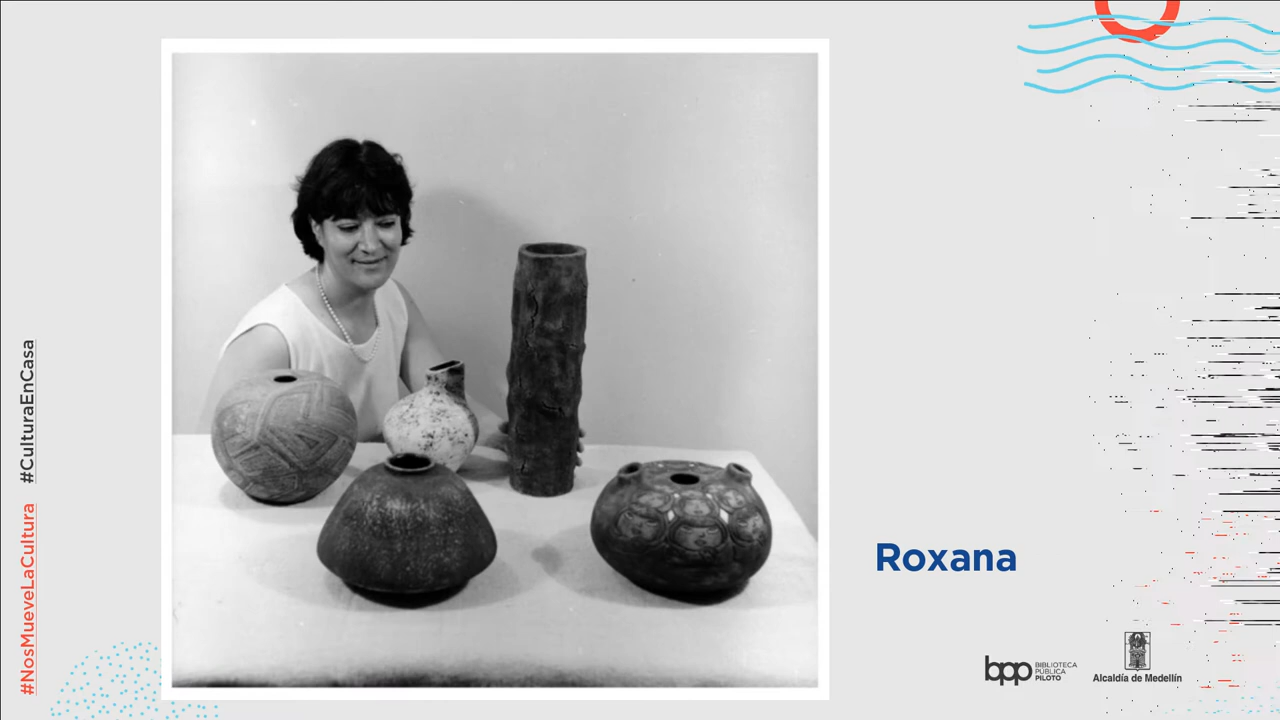 #NosMueveLaCultura #CulturaEnCasa
Roxana
bpp BIBLIOTECA
PÚBLICA
PILOTO
Alcaldía de Medellín